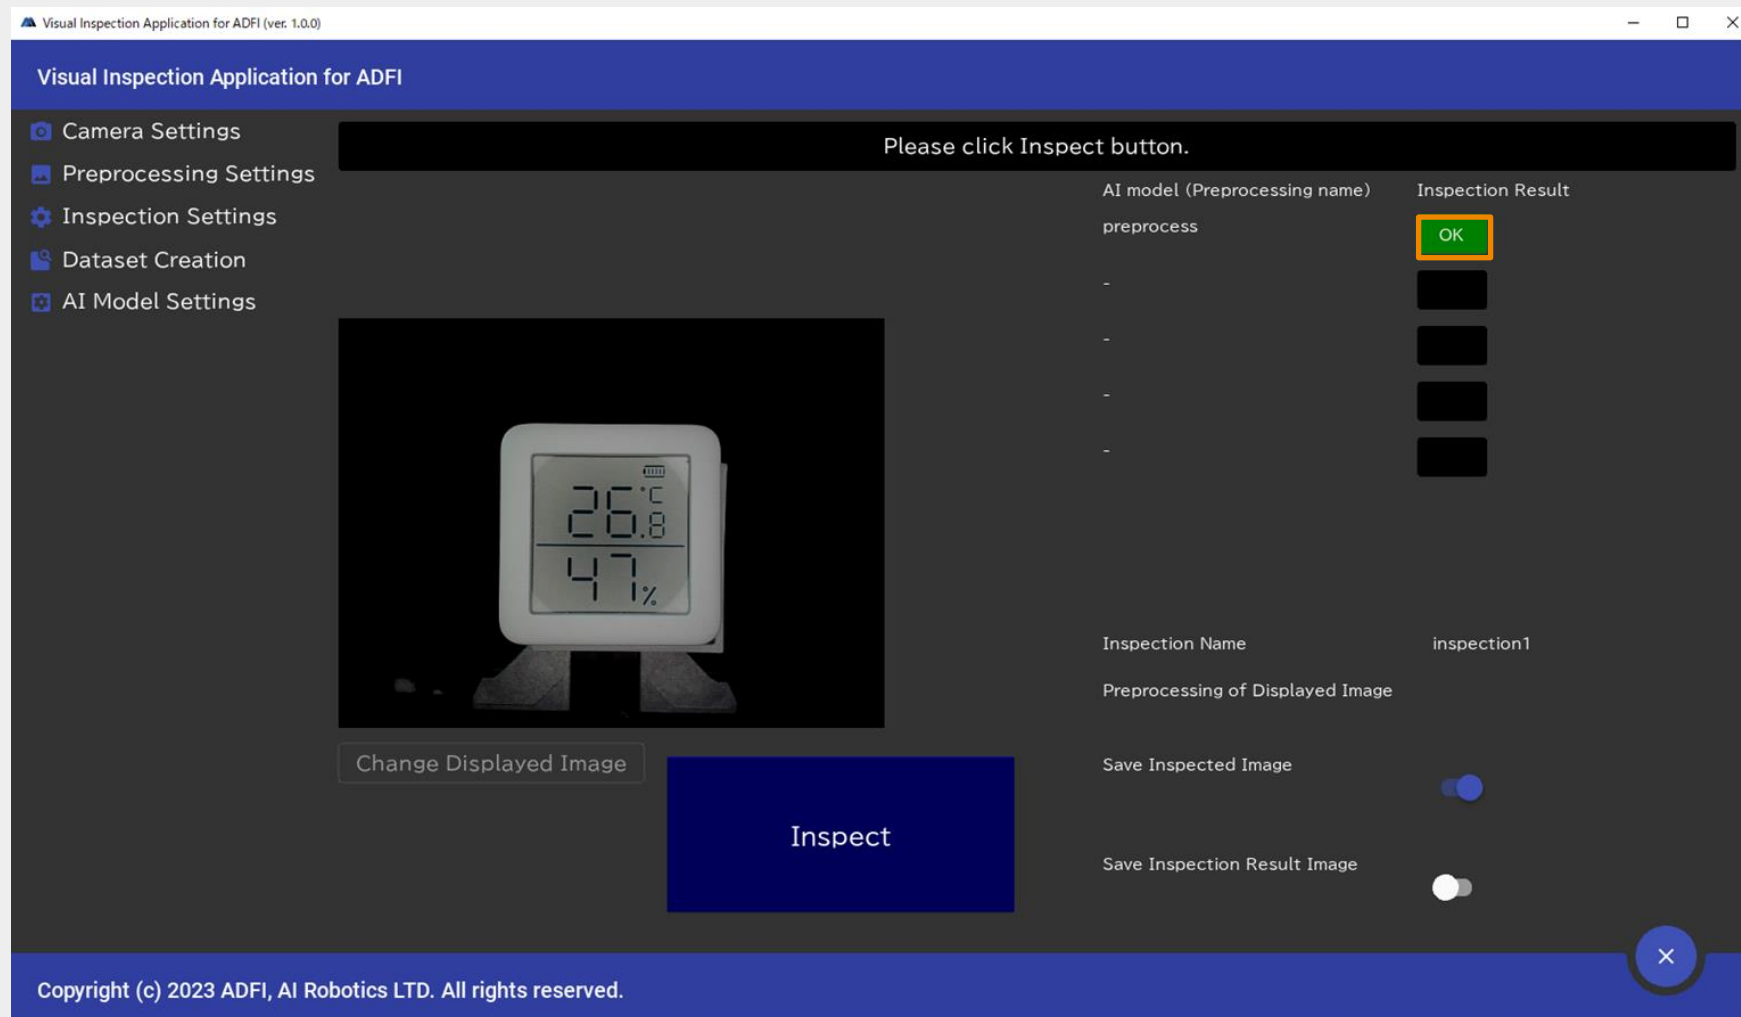 Visual Inspection Application for ADFI (ver. 1.0.0)
Visual Inspection Application for ADFI
Camera Settings
Preprocessing Settings
Inspection Settings
Dataset Creation
AI Model Settings
Please click Inspect button.
AI model (Preprocessing name) Inspection Result
preprocess OK
-
-
-
-
26.8 °C
47%
Inspection Name inspection1
Preprocessing of Displayed Image
Change Displayed Image
Save Inspected Image
Inspect
Save Inspection Result Image
Copyright (c) 2023 ADFI, AI Robotics LTD. All rights reserved.